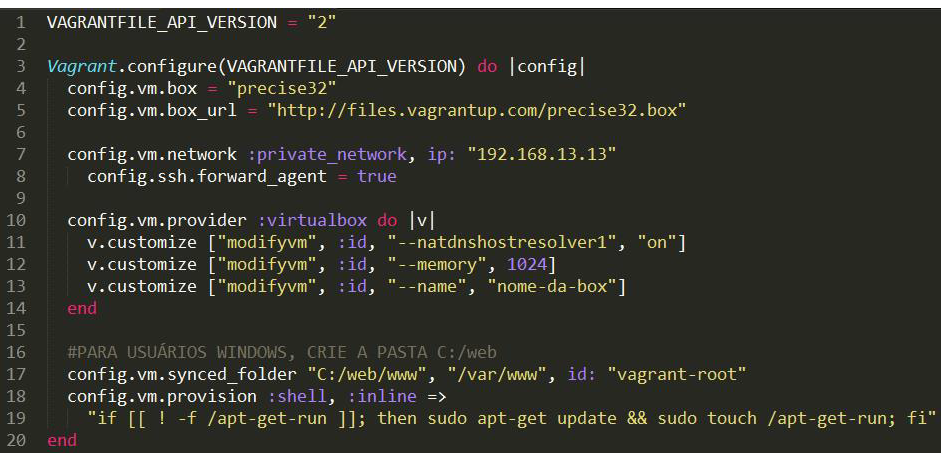 1 VAGRANTFILE_API_VERSION = "2"
2
3 Vagrant.configure(VAGRANTFILE_API_VERSION) do |config|
4 config.vm.box = "precise32"
5 config.vm.box_url = "http://files.vagrantup.com/precise32.box"
6
7 config.vm.network :private_network, ip: "192.168.13.13"
8 config.ssh.forward_agent = true
9
10 config.vm.provider :virtualbox do |v|
11 v.customize ["modifyvm", :id, "--natdnshostresolver1", "on"]
12 v.customize ["modifyvm", :id, "--memory", 1024]
13 v.customize ["modifyvm", :id, "--name", "nome-da-box"]
14 end
15
16 #PARA USUÁRIOS WINDOWS, CRIE A PASTA C:/web
17 config.vm.synced_folder "C:/web/www", "/var/www", id: "vagrant-root"
18 config.vm.provision :shell, :inline =>
19 "if [[ ! -f /apt-get-run ]]; then sudo apt-get update && sudo touch /apt-get-run; fi"
20 end